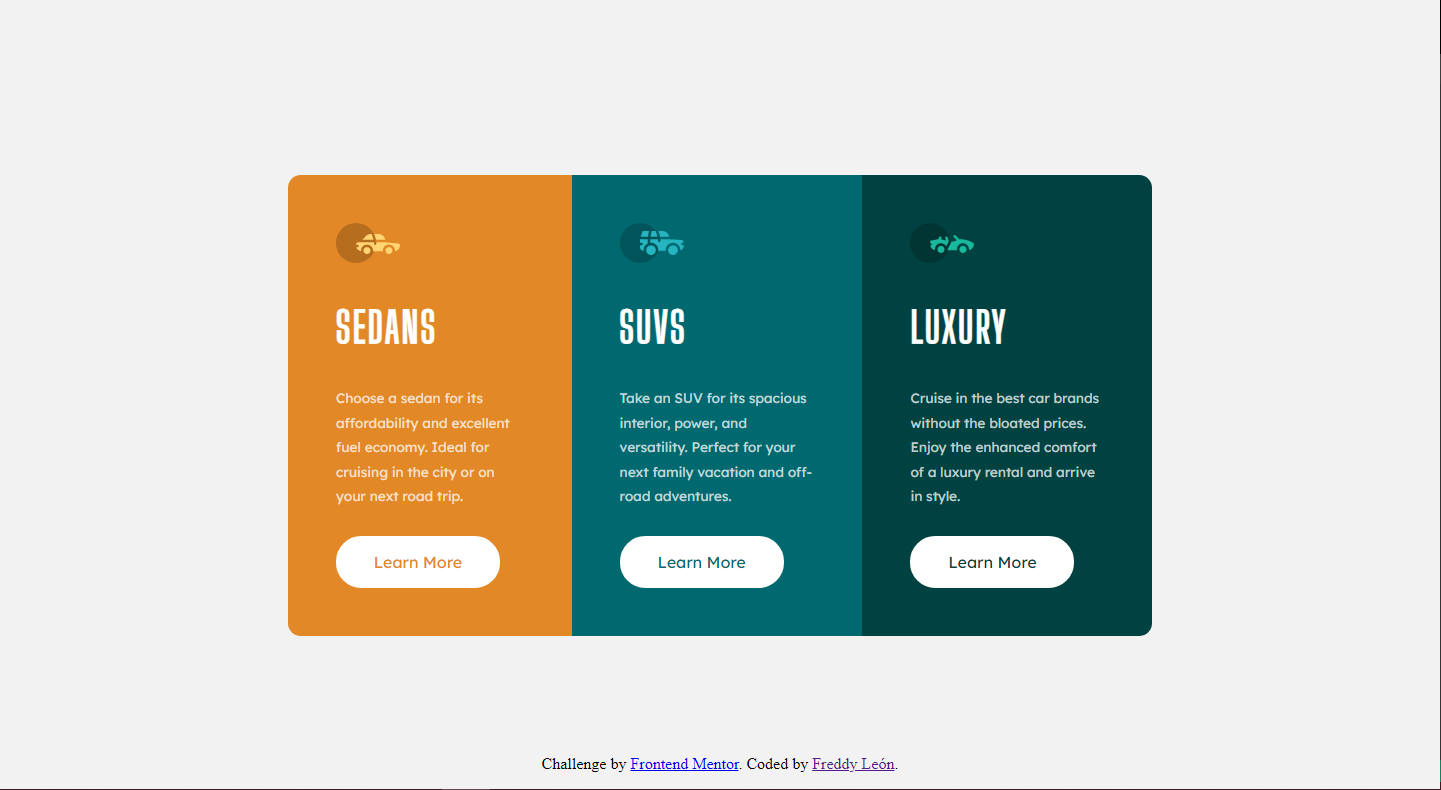 SEDANS
Choose a sedan for its
affordability and excellent
fuel economy. Ideal for
cruising in the city or on
your next road trip.
Learn More
SUVS
Take an SUV for its spacious
interior, power, and
versatility. Perfect for your
next family vacation and off-
road adventures.
Learn More
LUXURY
Cruise in the best car brands
without the bloated prices.
Enjoy the enhanced comfort
of a luxury rental and arrive
in style.
Learn More
Challenge by Frontend Mentor. Coded by Freddy León.